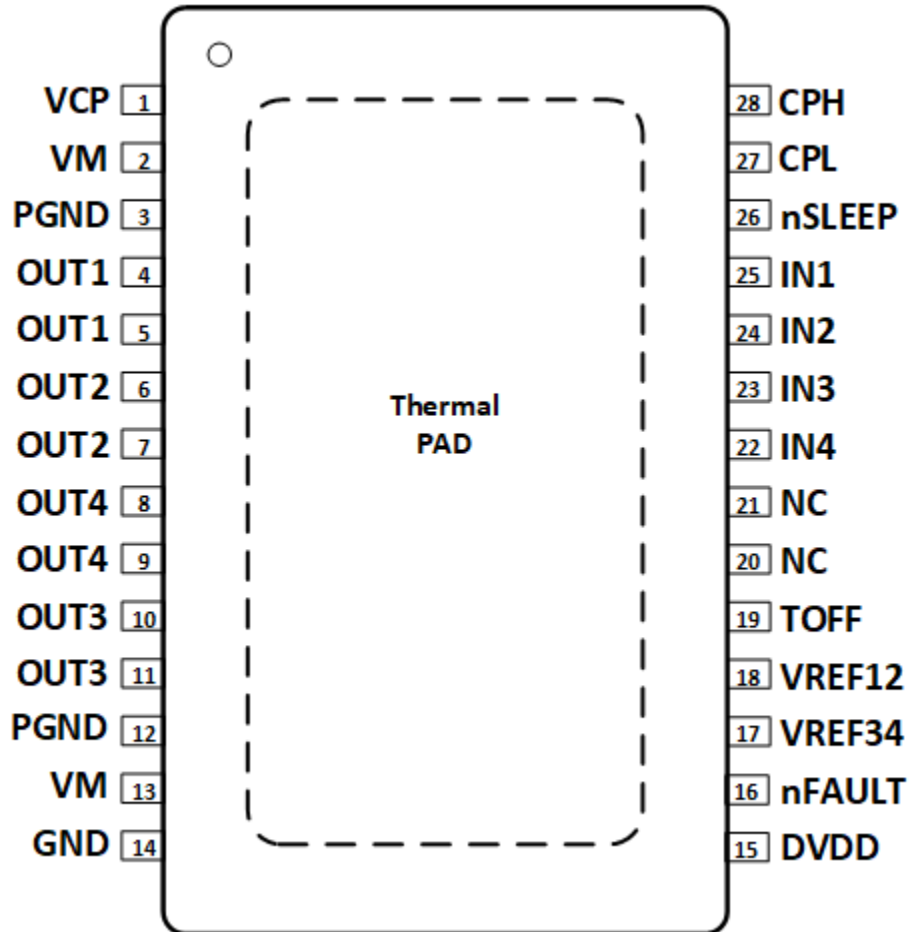 VCP 1
VM 2
PGND 3
OUT1 4
OUT1 5
OUT2 6
OUT2 7
OUT4 8
OUT4 9
OUT3 10
OUT3 11
PGND 12
VM 13
GND 14
Thermal
PAD
28 CPH
27 CPL
26 nSLEEP
25 IN1
24 IN2
23 IN3
22 IN4
21 NC
20 NC
19 TOFF
18 VREF12
17 VREF34
16 nFAULT
15 DVDD